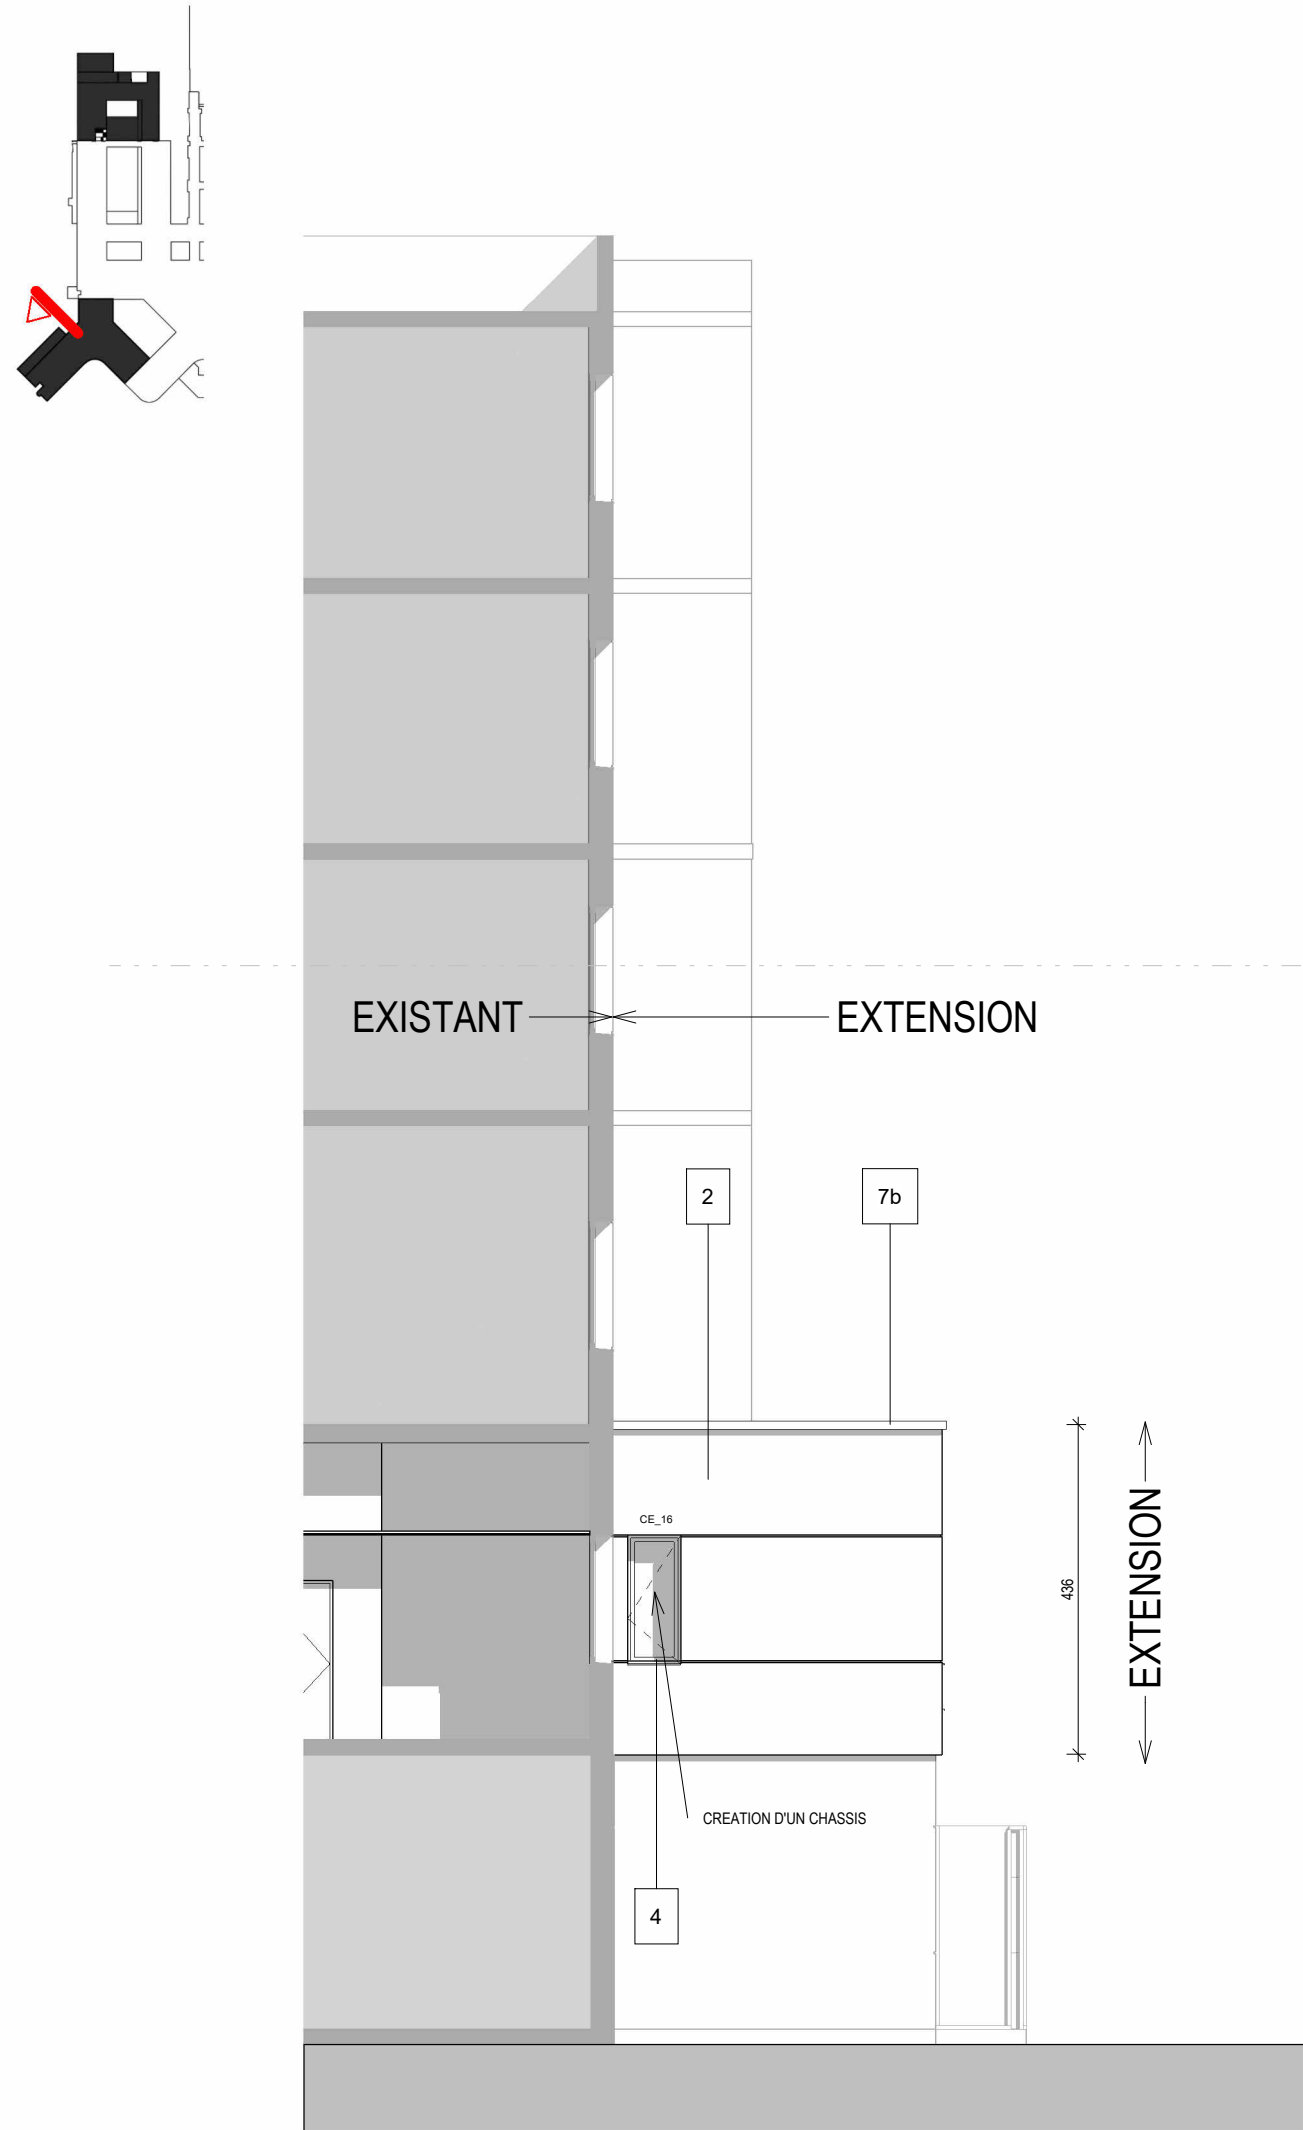 EXISTANT
EXTENSION
2
7b
CE_16
436
EXTENSION
CREATION D'UN CHASSIS
4